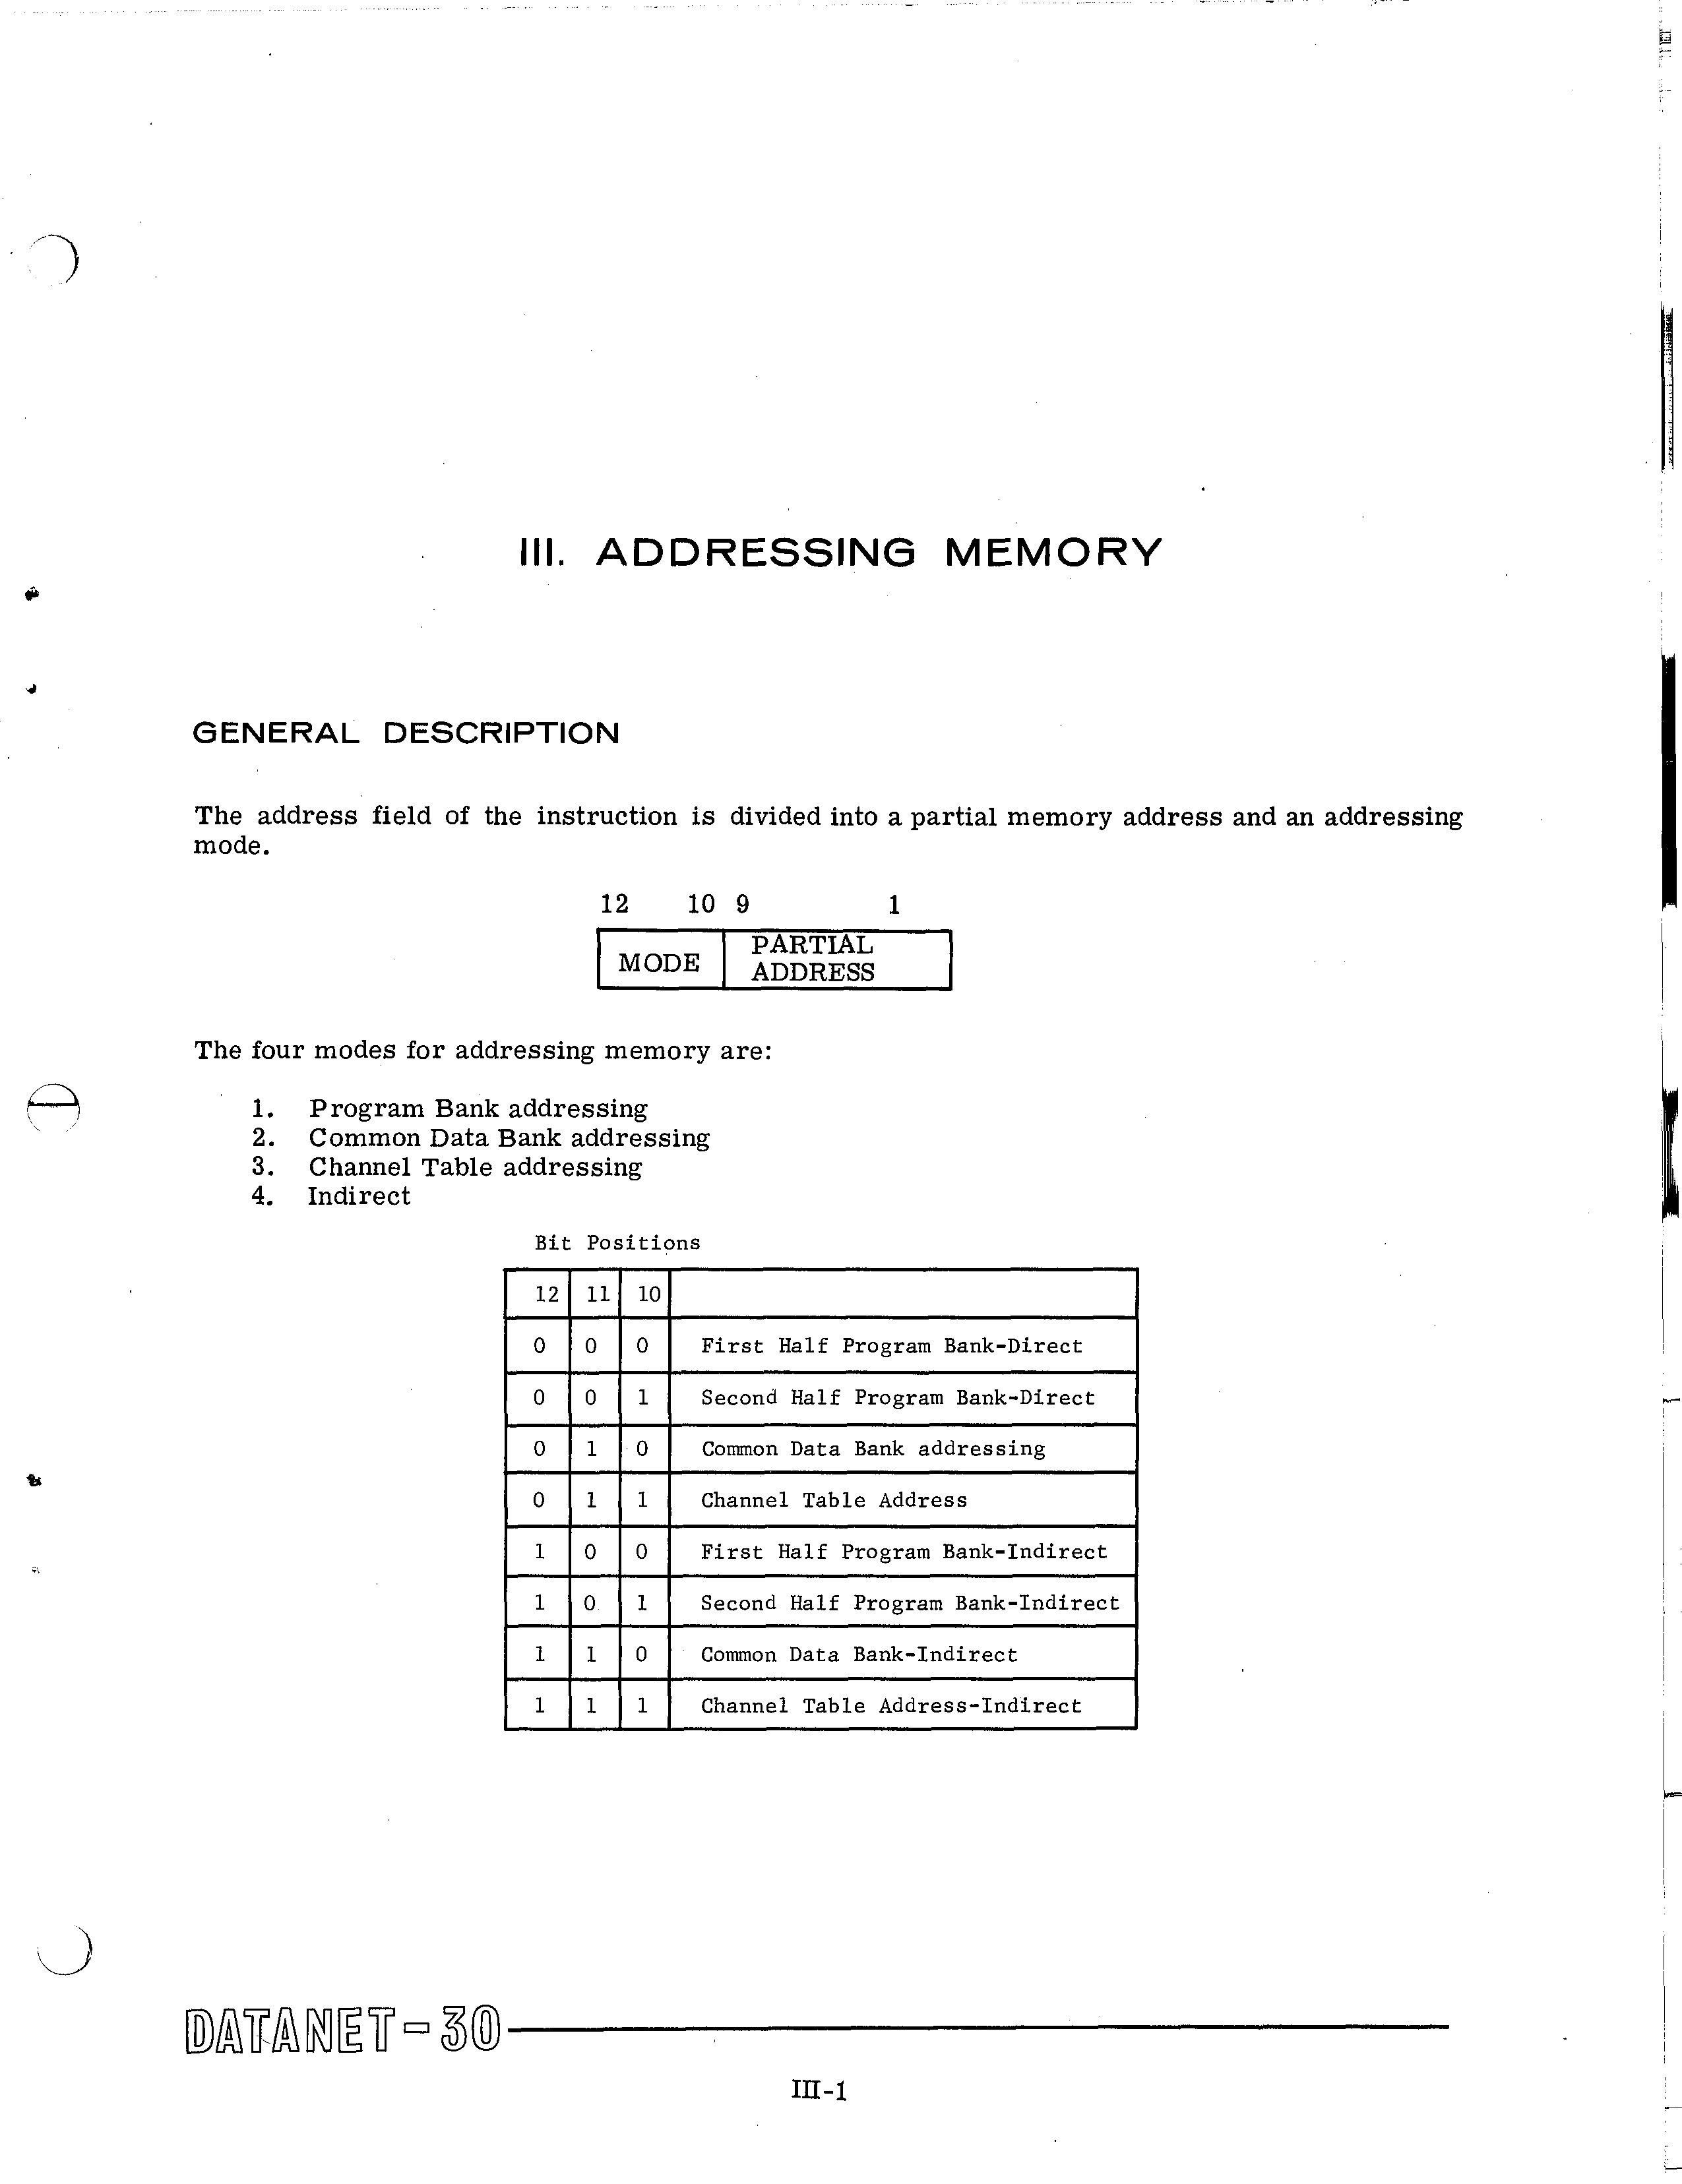 III. ADDRESSING MEMORY
GENERAL DESCRIPTION
The address field of the instruction is divided into a partial memory address and an addressing
mode.
12 10 9 1
MODE PARTIAL
ADDRESS
The four modes for addressing memory are:
1. Program Bank addressing
2. Common Data Bank addressing
3. Channel Table addressing
4. Indirect
Bit Positions
12 11 10
0 0 0 First Half Program Bank-Direct
0 0 1 Second Half Program Bank-Direct
0 1 0 Common Data Bank addressing
0 1 1 Channel Table Address
1 0 0 First Half Program Bank-Indirect
1 0 1 Second Half Program Bank-Indirect
1 1 0 Common Data Bank-Indirect
1 1 1 Channel Table Address-Indirect
DATANET-30
III-1